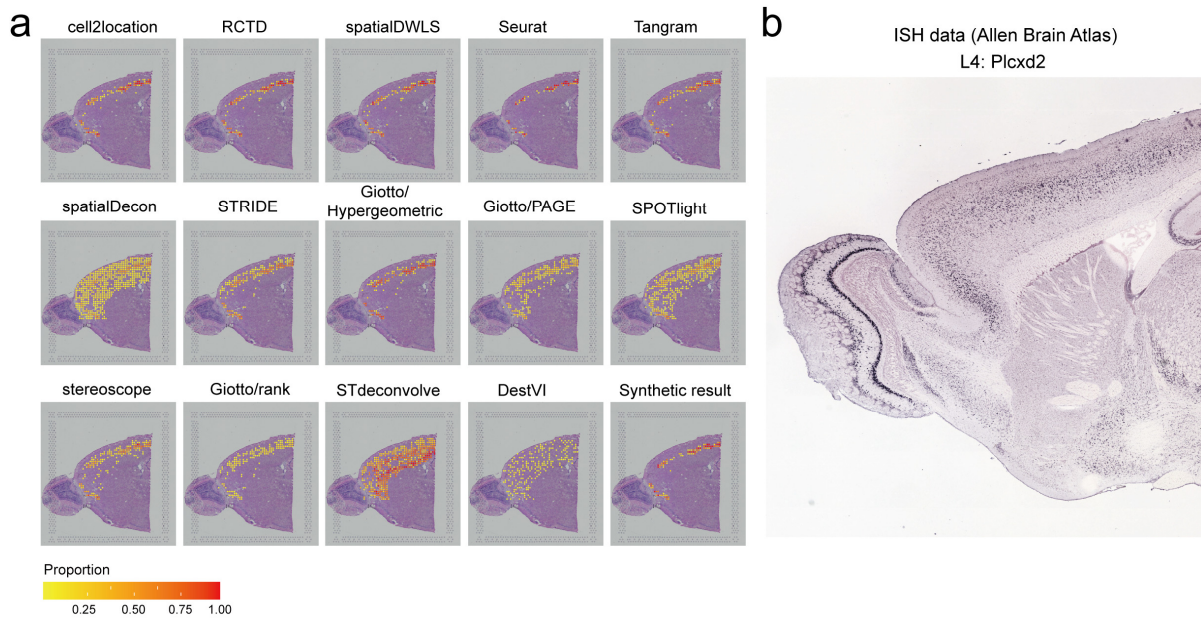 a
cell2location RCTD spatialDWLS Seurat Tangram
spatialDecon STRIDE Giotto/ Hypergeometric Giotto/PAGE SPOTlight
stereoscope Giotto/rank STdeconvolve DestVI Synthetic result
Proportion
0.25 0.50 0.75 1.00
b
ISH data (Allen Brain Atlas)
L4: Plcxd2